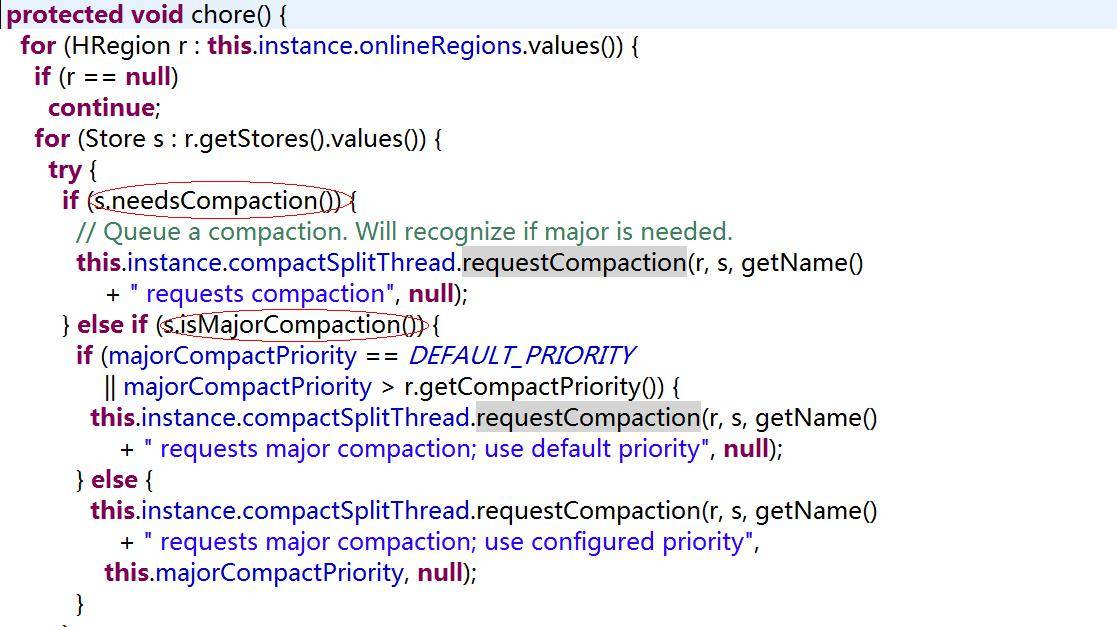 protected void chore() {
for (HRegion r : this.instance.onlineRegions.values()) {
if (r == null)
continue;
for (Store s : r.getStores().values()) {
try {
if (s.needsCompaction()) {
// Queue a compaction. Will recognize if major is needed.
this.instance.compactSplitThread.requestCompaction(r, s, getName()
+ " requests compaction", null);
} else if (s.isMajorCompaction()) {
if (majorCompactPriority == DEFAULT_PRIORITY
|| majorCompactPriority > r.getCompactPriority()) {
this.instance.compactSplitThread.requestCompaction(r, s, getName()
+ " requests major compaction; use default priority", null);
} else {
this.instance.compactSplitThread.requestCompaction(r, s, getName()
+ " requests major compaction; use configured priority",
this.majorCompactPriority, null);
}